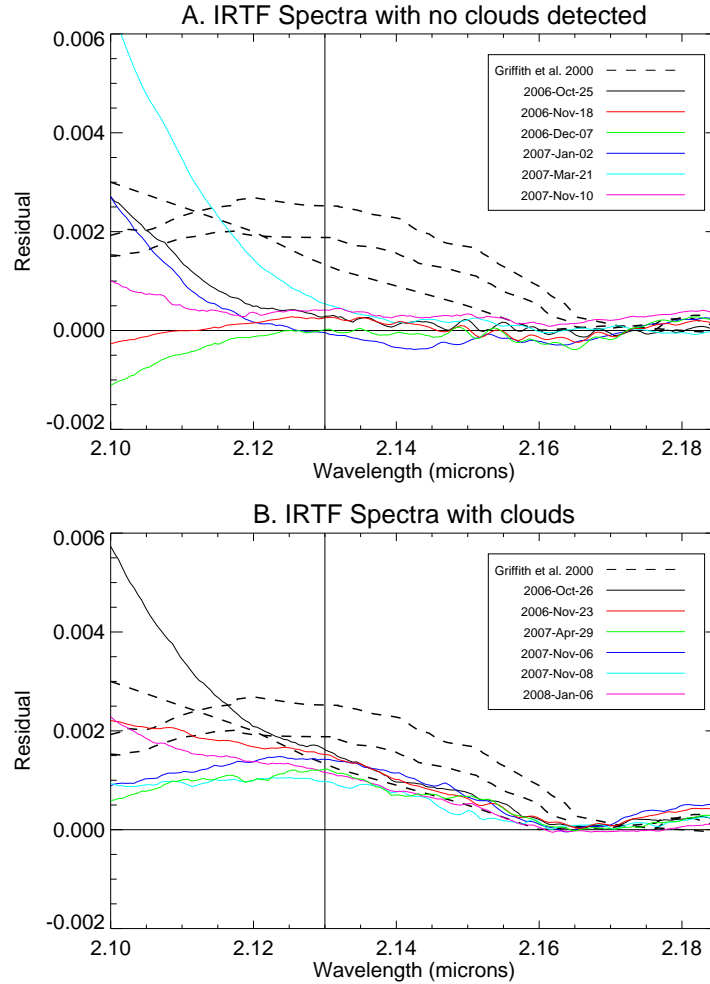 A. IRTF Spectra with no clouds detected
0.006
0.004
0.002
0.000
-0.002
Residual
Griffith et al. 2000
2006-Oct-25
2006-Nov-18
2006-Dec-07
2007-Jan-02
2007-Mar-21
2007-Nov-10
2.10
2.12
2.14
2.16
2.18
Wavelength (microns)
B. IRTF Spectra with clouds
0.006
0.004
0.002
0.000
-0.002
Residual
Griffith et al. 2000
2006-Oct-26
2006-Nov-23
2007-Apr-29
2007-Nov-06
2007-Nov-08
2008-Jan-06
2.10
2.12
2.14
2.16
2.18
Wavelength (microns)